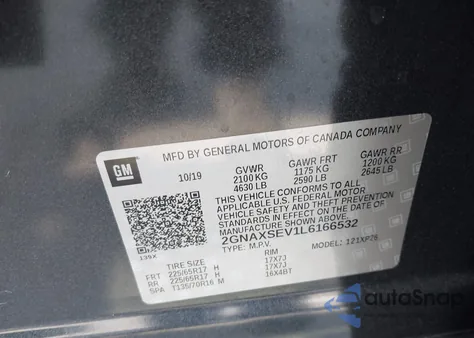 MFD BY GENERAL MOTORS OF CANADA COMPANY
GM 10/19 GVWR GAWR FRT GAWR RR
2100 KG 1175 KG 1200 KG
4630 LB 2590 LB 2645 LB
THIS VEHICLE CONFORMS TO ALL APPLICABLE
U.S. FEDERAL MOTOR VEHICLE SAFETY, BUMPER, AND THEFT
PREVENTION STANDARDS IN EFFECT ON THE
DATE OF MANUFACTURE SHOWN ABOVE.
2GNAXSEV1L6166532
TYPE: M.P.V. MODEL: 121XP26
TIRE SIZE RIM
FRT 225/65R17 H 17X7J
RR 225/65R17 H 17X7J
SPA T135/70R16 M 16X4BT
autoSnap